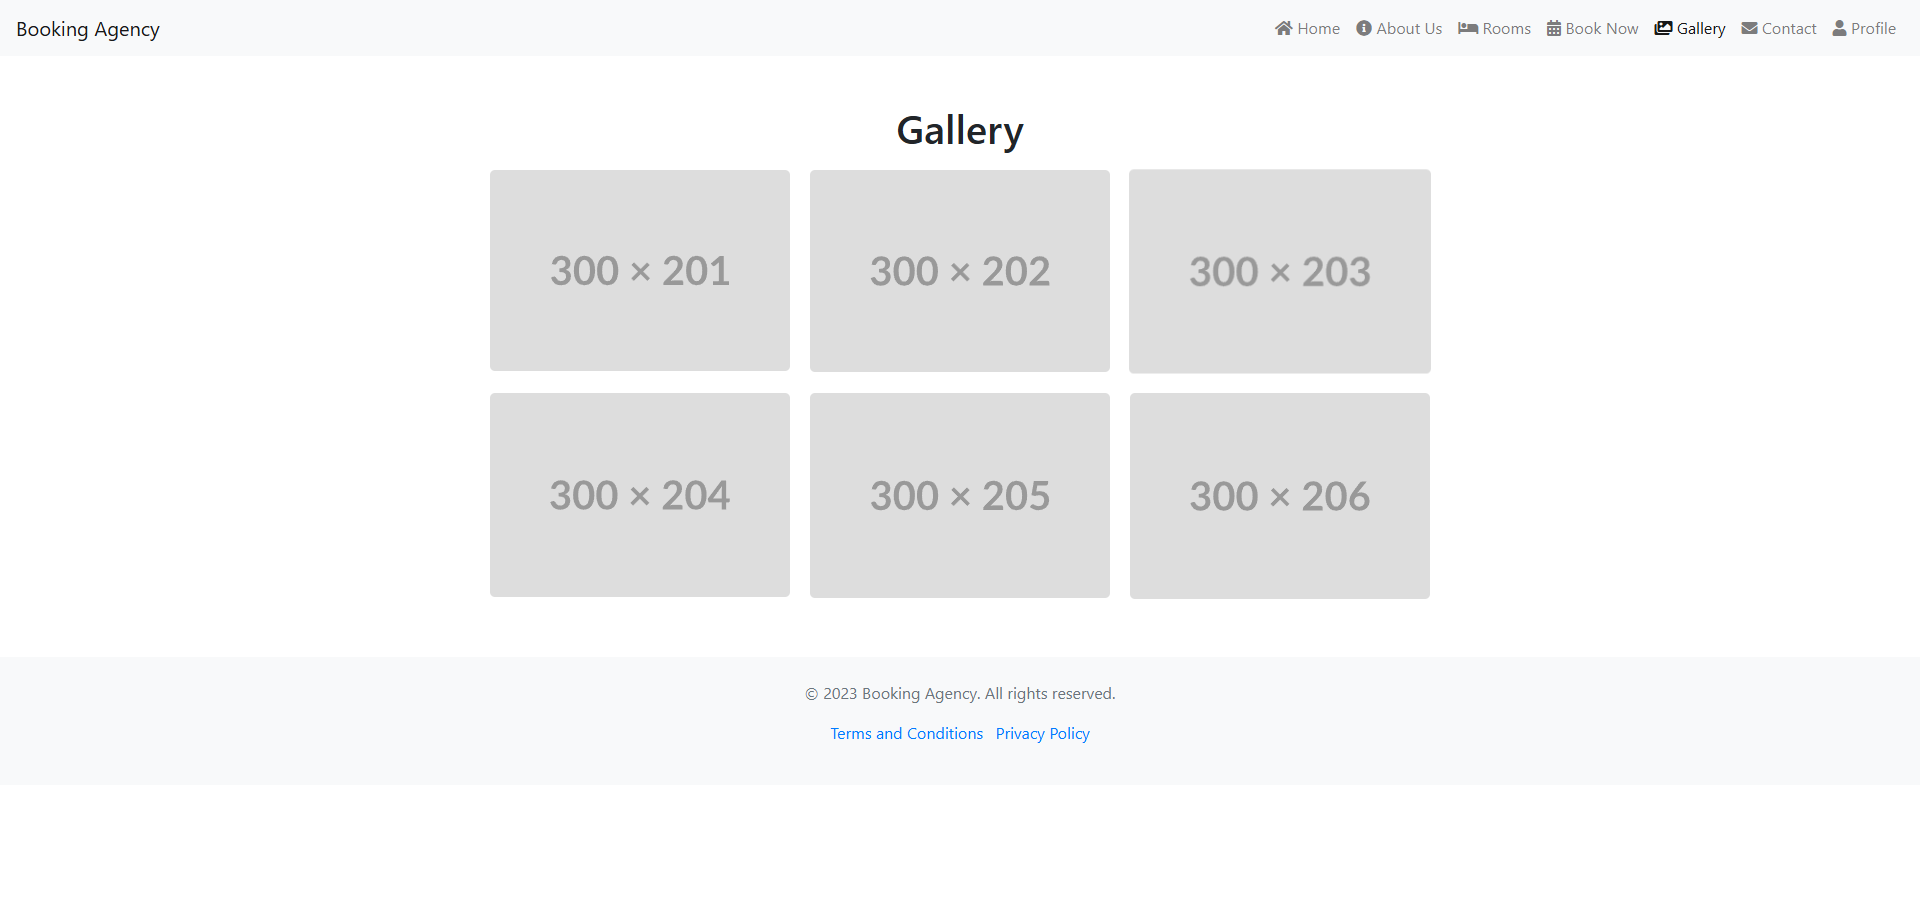 Booking Agency
Home About Us Rooms Book Now Gallery Contact Profile
Gallery
300 × 201 300 × 202 300 × 203
300 × 204 300 × 205 300 × 206
© 2023 Booking Agency. All rights reserved.
Terms and Conditions Privacy Policy